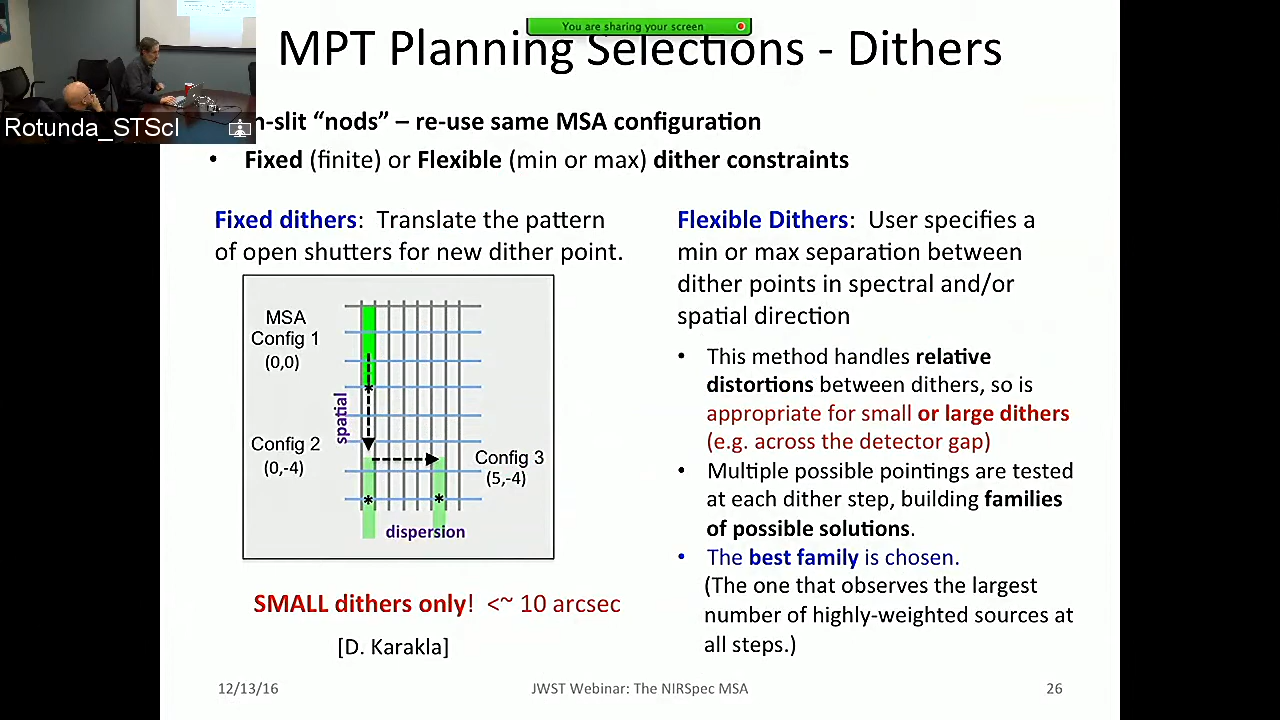 You are sharing your screen
MPT Planning Selections - Dithers
Rotunda_STScI
n-slit “nods” – re-use same MSA configuration
• Fixed (finite) or Flexible (min or max) dither constraints
Fixed dithers: Translate the pattern
of open shutters for new dither point.
MSA
Config 1
(0,0)
spatial
Config 2
(0,-4)
Config 3
(5,-4)
dispersion
SMALL dithers only! <~ 10 arcsec
[D. Karakla]
Flexible Dithers: User specifies a
min or max separation between
dither points in spectral and/or
spatial direction
• This method handles relative
distortions between dithers, so is
appropriate for small or large dithers
(e.g. across the detector gap)
• Multiple possible pointings are tested
at each dither step, building families
of possible solutions.
• The best family is chosen.
(The one that observes the largest
number of highly-weighted sources at
all steps.)
12/13/16
JWST Webinar: The NIRSpec MSA
26